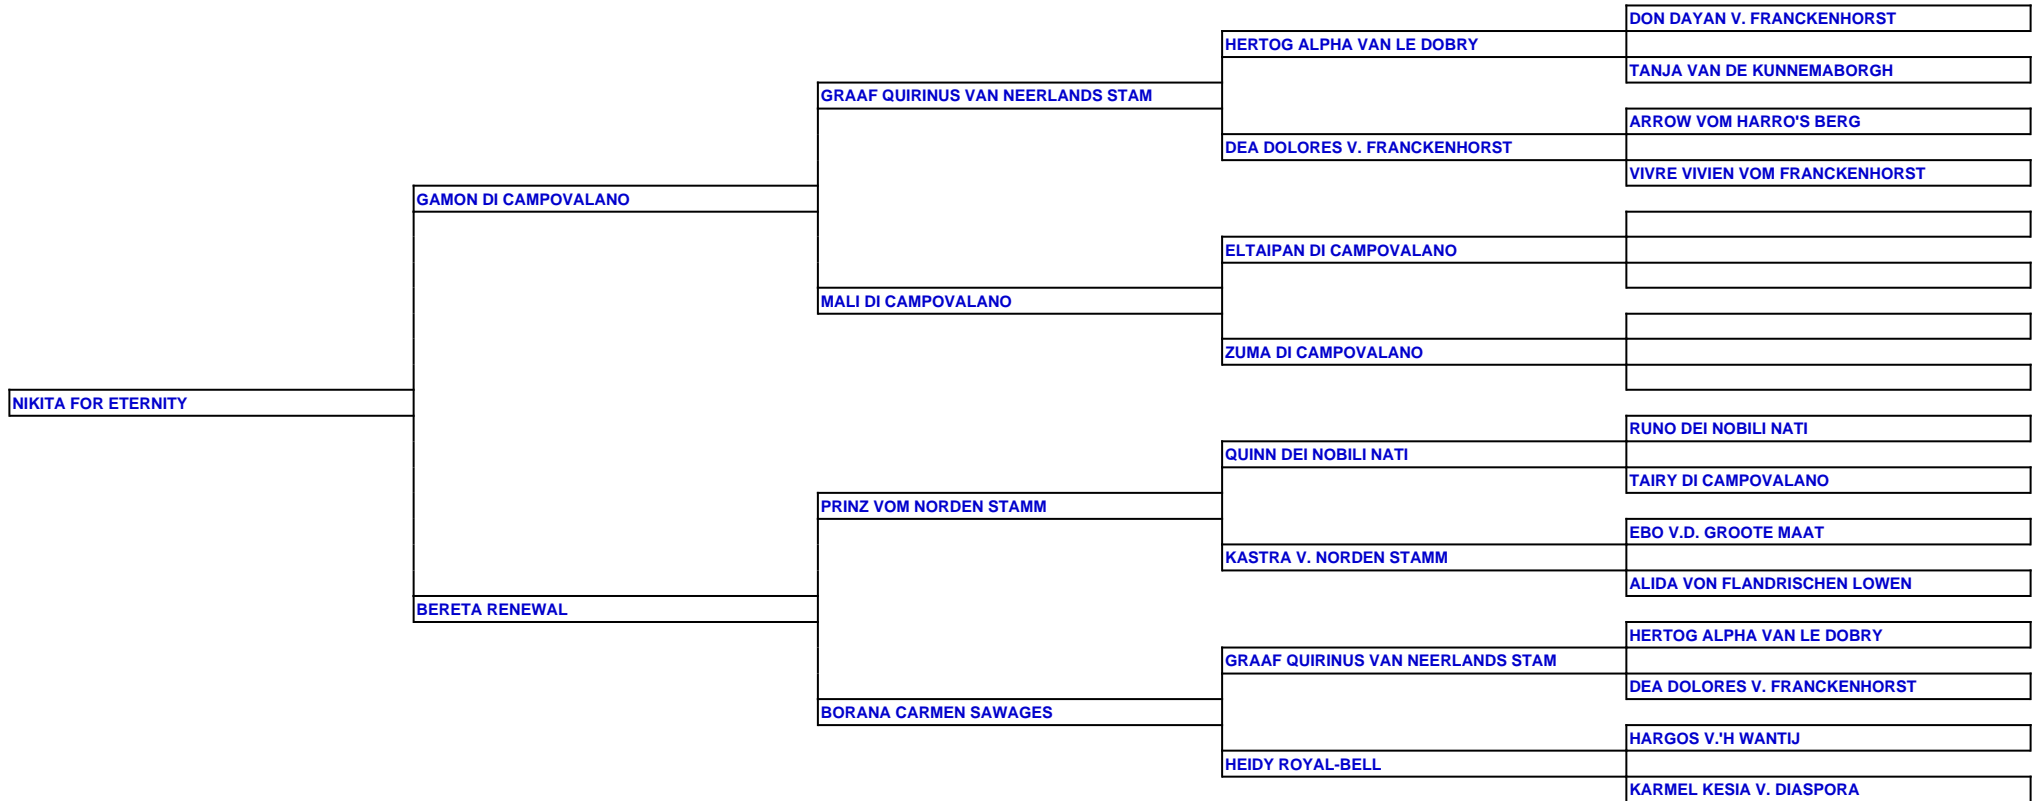 DON DAYAN V. FRANCKENHORST
HERTOG ALPHA VAN LE DOBRY
TANJA VAN DE KUNNEMABORGH
GRAAF QUIRINUS VAN NEERLANDS STAM
ARROW VOM HARRO'S BERG
DEA DOLORES V. FRANCKENHORST
VIVRE VIVIEN VOM FRANCKENHORST
GAMON DI CAMPOVALANO
ELTAIPAN DI CAMPOVALANO
MALI DI CAMPOVALANO
ZUMA DI CAMPOVALANO
NIKITA FOR ETERNITY
RUNO DEI NOBILI NATI
QUINN DEI NOBILI NATI
TAIRY DI CAMPOVALANO
PRINZ VOM NORDEN STAMM
EBO V.D. GROOTE MAAT
KASTRA V. NORDEN STAMM
ALIDA VON FLANDRISCHEN LOWEN
BERETA RENEWAL
HERTOG ALPHA VAN LE DOBRY
GRAAF QUIRINUS VAN NEERLANDS STAM
DEA DOLORES V. FRANCKENHORST
BORANA CARMEN SAWAGES
HARGOS V.'H WANTIJ
HEIDY ROYAL-BELL
KARMEL KESIA V. DIASPORA